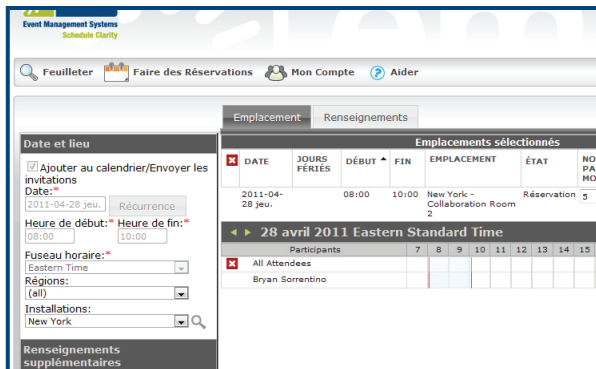 Event Management Systems
Schedule Clarity
Feuilleter Faire des Réservations Mon Compte Aider
Emplacement Renseignements
Date et lieu
Ajouter au calendrier/Envoyer les
invitations
Date:*
2011-04-28 jeu. Récurrence
Heure de début:* Heure de fin:*
08:00 10:00
Fuseau horaire:*
Eastern Time
Régions:
(all)
Installations:
New York
Renseignements
supplémentaires
Emplacements sélectionnés
DATE JOURS FÉRIÉS DÉBUT FIN EMPLACEMENT ÉTAT NO
PA
MO
2011-04-
28 jeu. 08:00 10:00 New York -
Collaboration Room
2 Réservation 5
28 avril 2011 Eastern Standard Time
Participants 7 8 9 10 11 12 13 14 15
All Attendees
Bryan Sorrentino